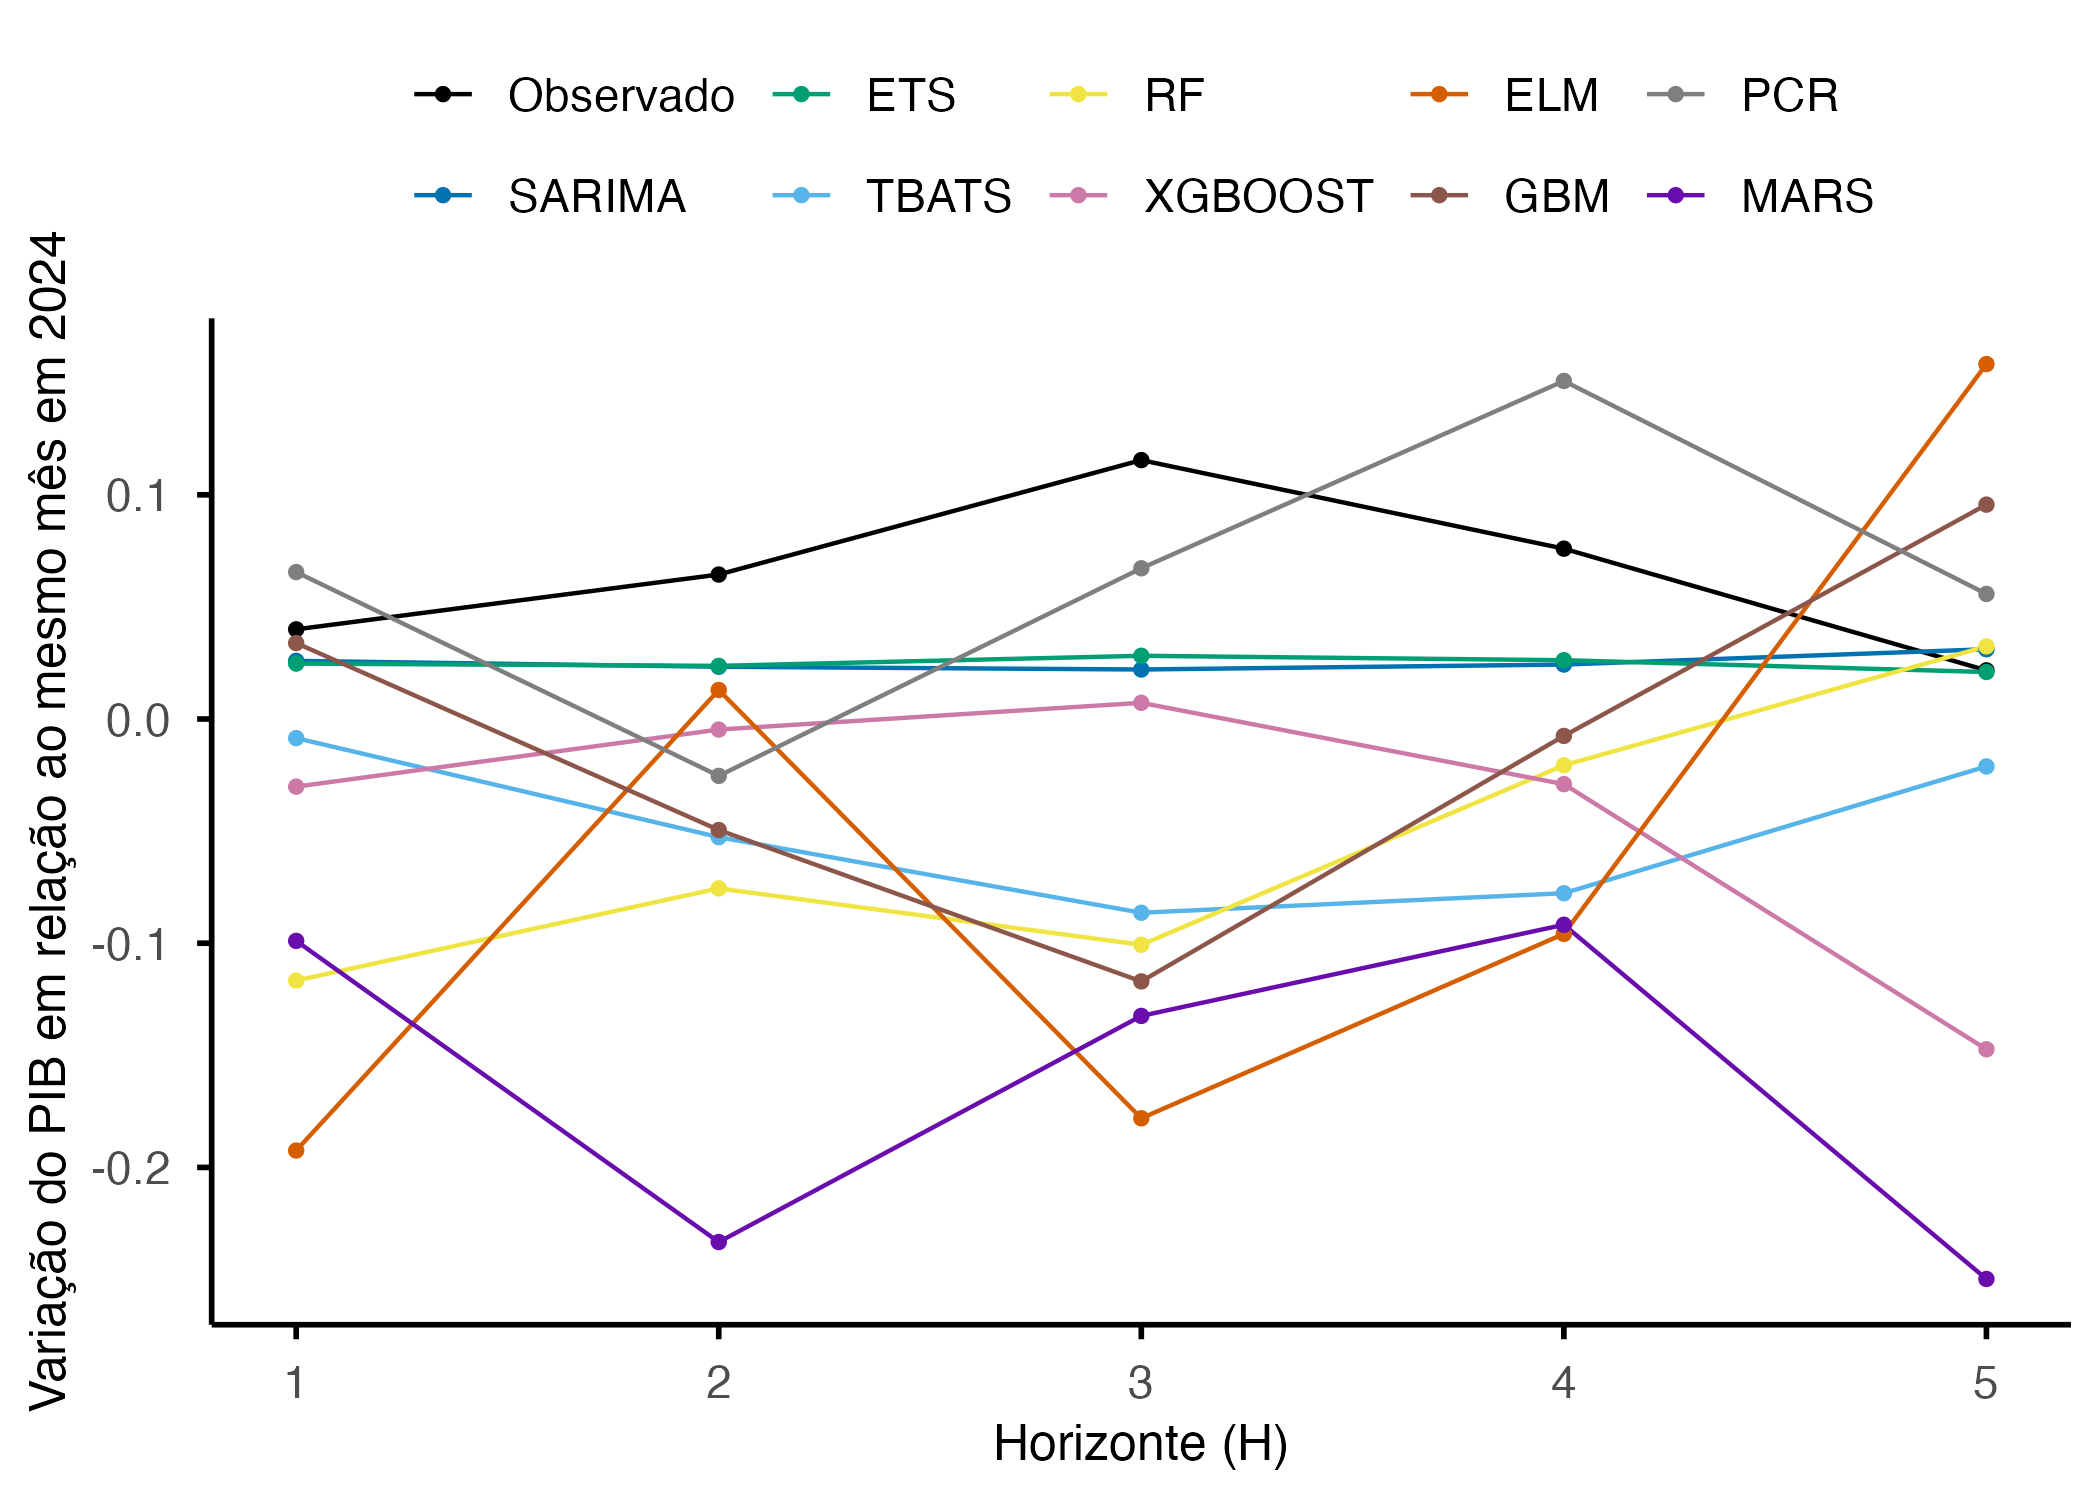 Observado ETS RF ELM PCR
SARIMA TBATS XGBOOST GBM MARS
Variação do PIB em relação ao mesmo mês em 2024
0.1
0.0
-0.1
-0.2
1 2 3 4 5
Horizonte (H)